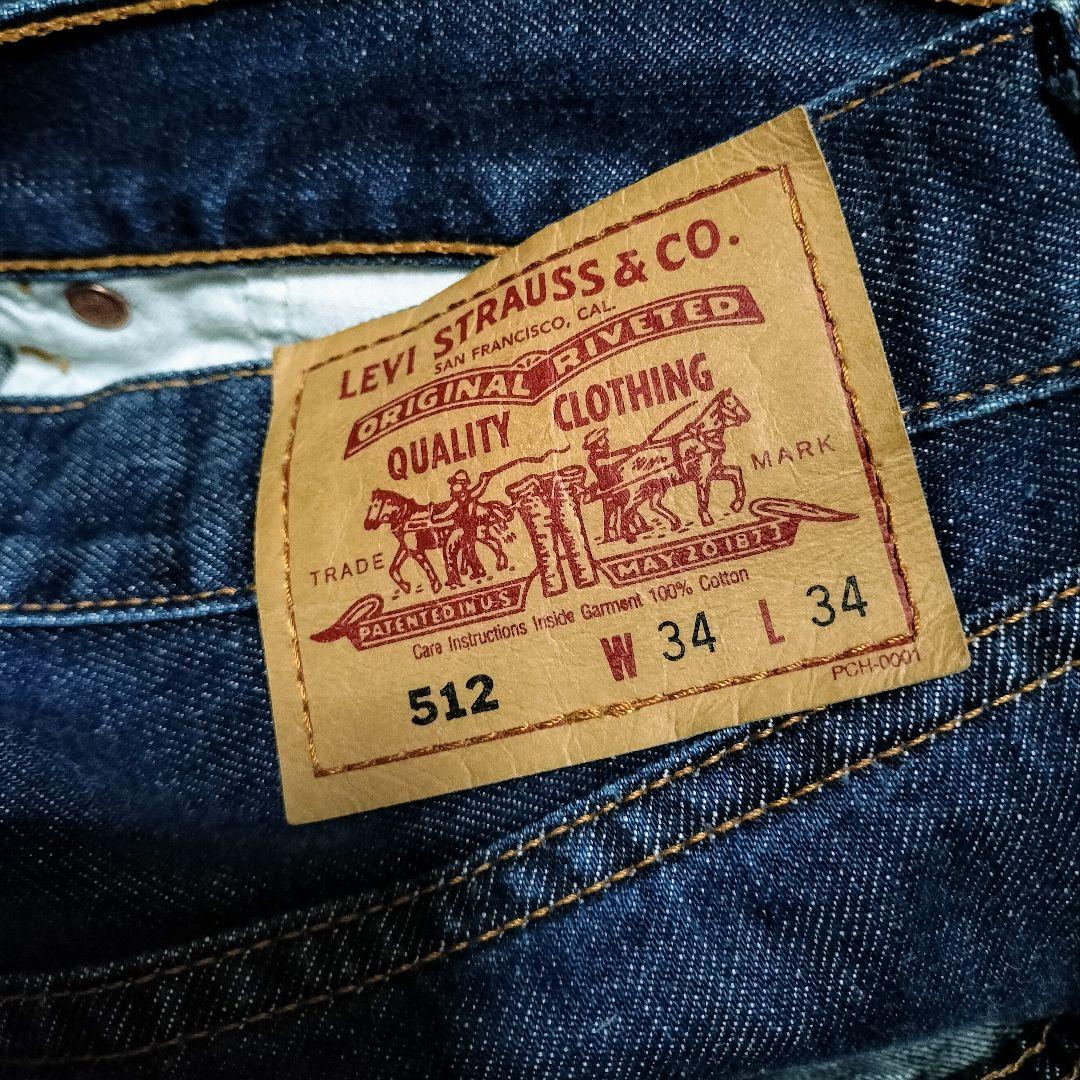 LEVI STRAUSS & CO.
SAN FRANCISCO, CAL.
ORIGINAL RIVETED
QUALITY CLOTHING
TRADE MARK
PATENTED IN U.S MAY 20 1873
Care Instructions Inside Garment 100% Cotton
512 W 34 L 34
PCH-0001